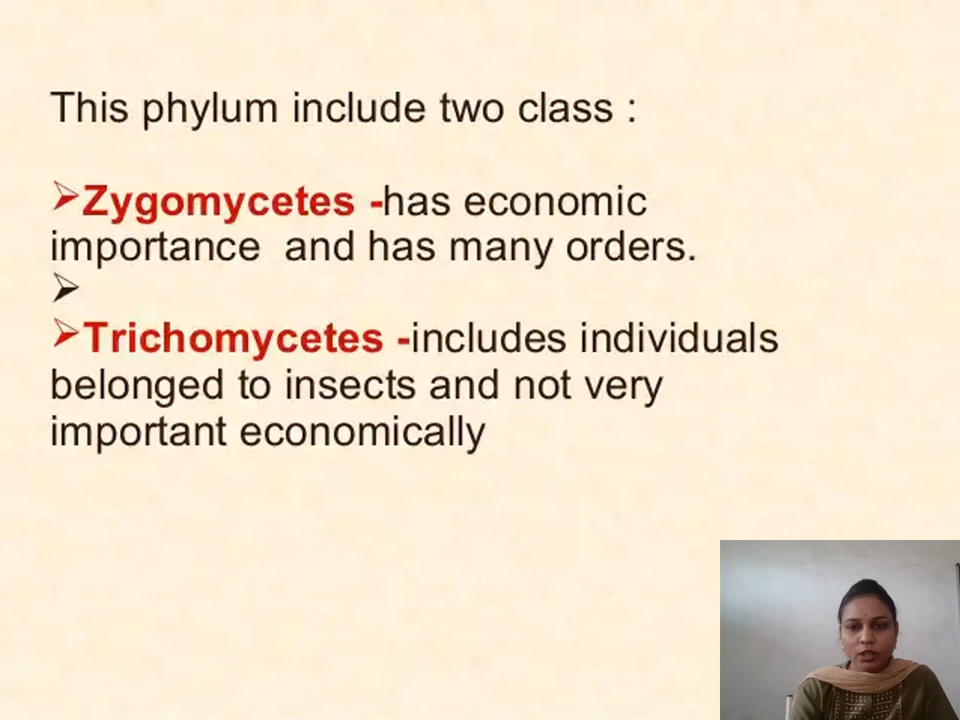 This phylum include two class :
➢Zygomycetes -has economic
importance and has many orders.
➢
➢Trichomycetes -includes individuals
belonged to insects and not very
important economically